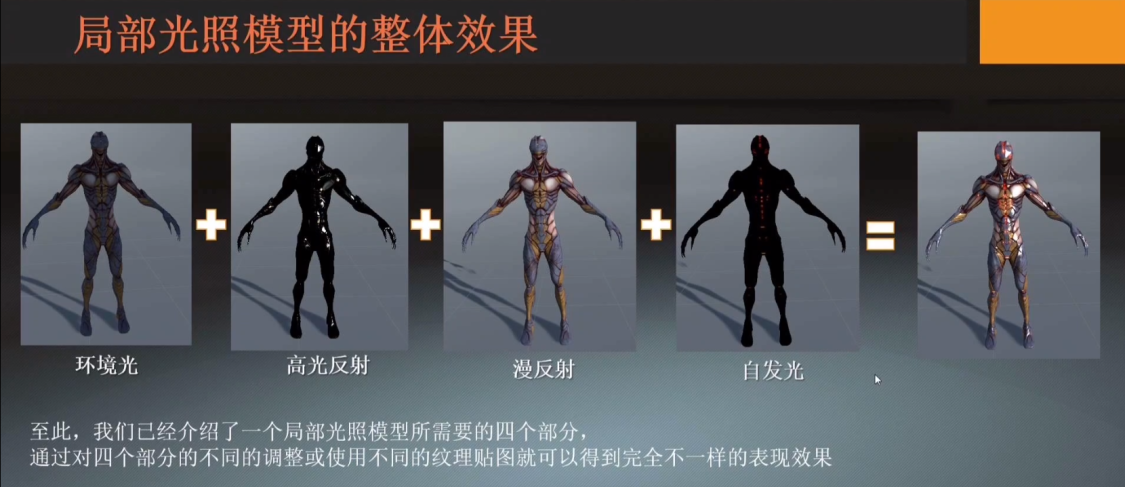 局部光照模型的整体效果
环境光
高光反射
漫反射
自发光
至此，我们已经介绍了一个局部光照模型所需要的四个部分，
通过对四个部分的不同的调整或使用不同的纹理贴图就可以得到完全不一样的表现效果